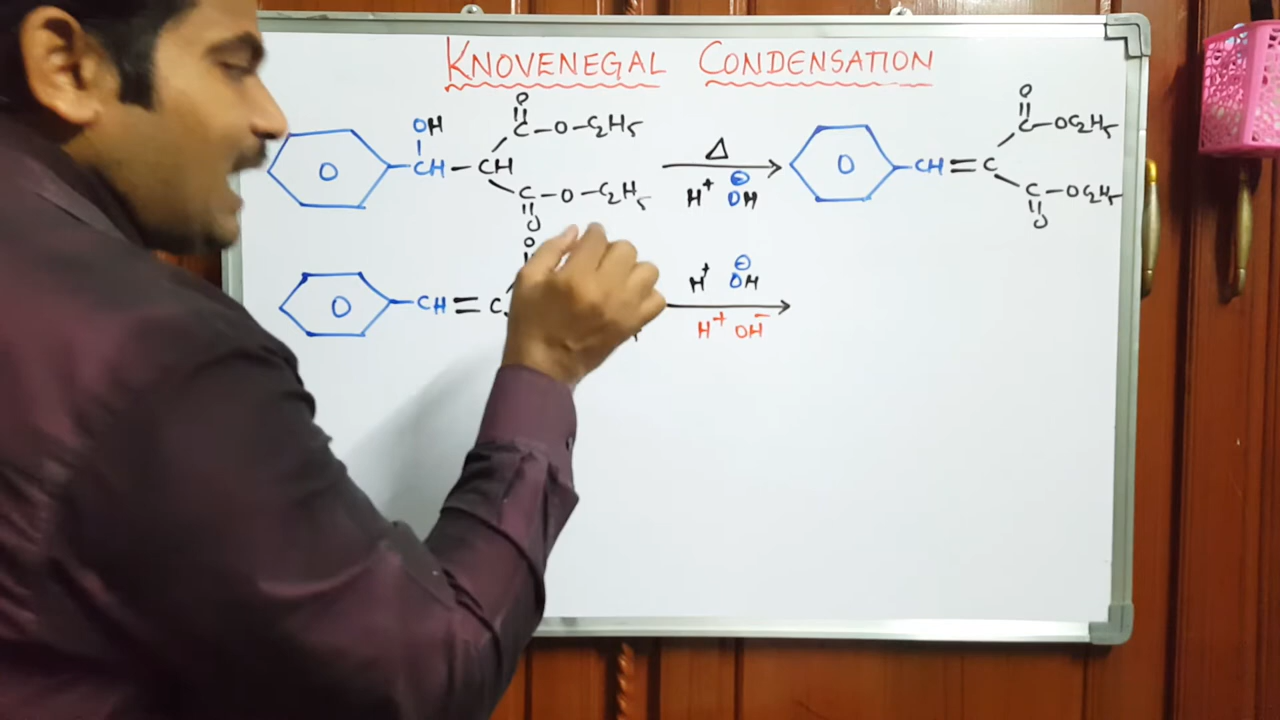 KNOVENEGAL CONDENSATION
O
OH
C-O-C2H5
O CH-CH
C-O-C2H5
O
Δ
H+ OH⊖
O
C-OC2H5
O CH=C
C-OC2H5
O
O
O CH=C
H+ OH⊖
H+ OH-